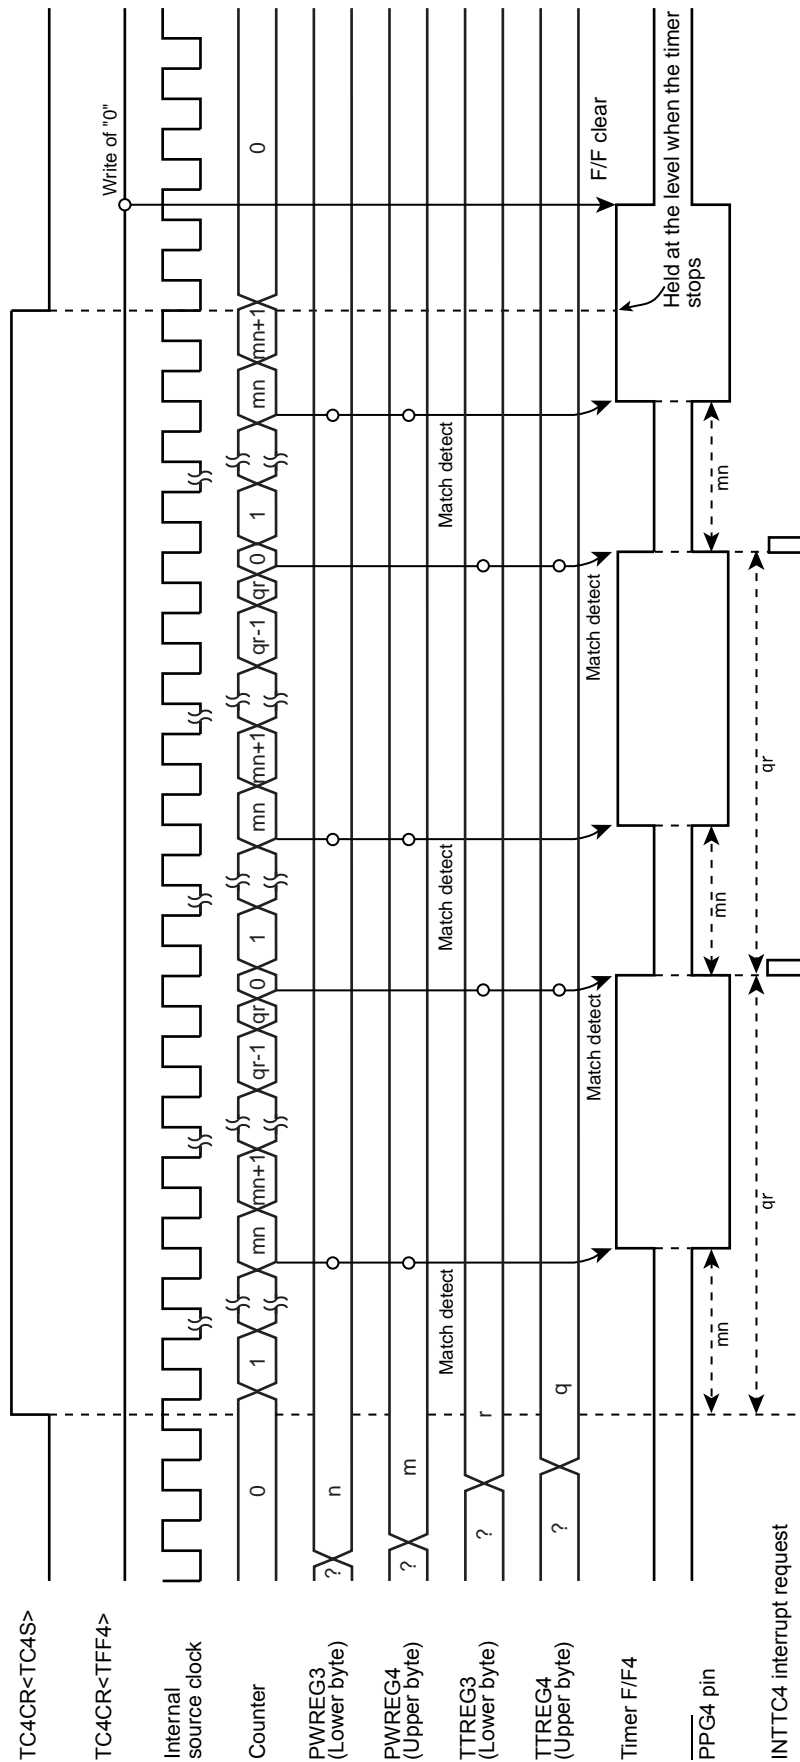 TC4CR<TC4S>
TC4CR<TFF4>
Write of "0"
Internal
source clock
Counter
0
1
mn
mn+1
qr-1
qr
0
1
mn
mn+1
qr-1
qr
0
1
mn
mn+1
0
PWREG3
(Lower byte)
?
n
PWREG4
(Upper byte)
?
m
Match detect
Match detect
Match detect
TTREG3
(Lower byte)
?
r
TTREG4
(Upper byte)
?
q
Match detect
Match detect
F/F clear
Timer F/F4
Held at the level when the timer
stops
PPG4 pin
mn
mn
mn
qr
qr
INTTC4 interrupt request